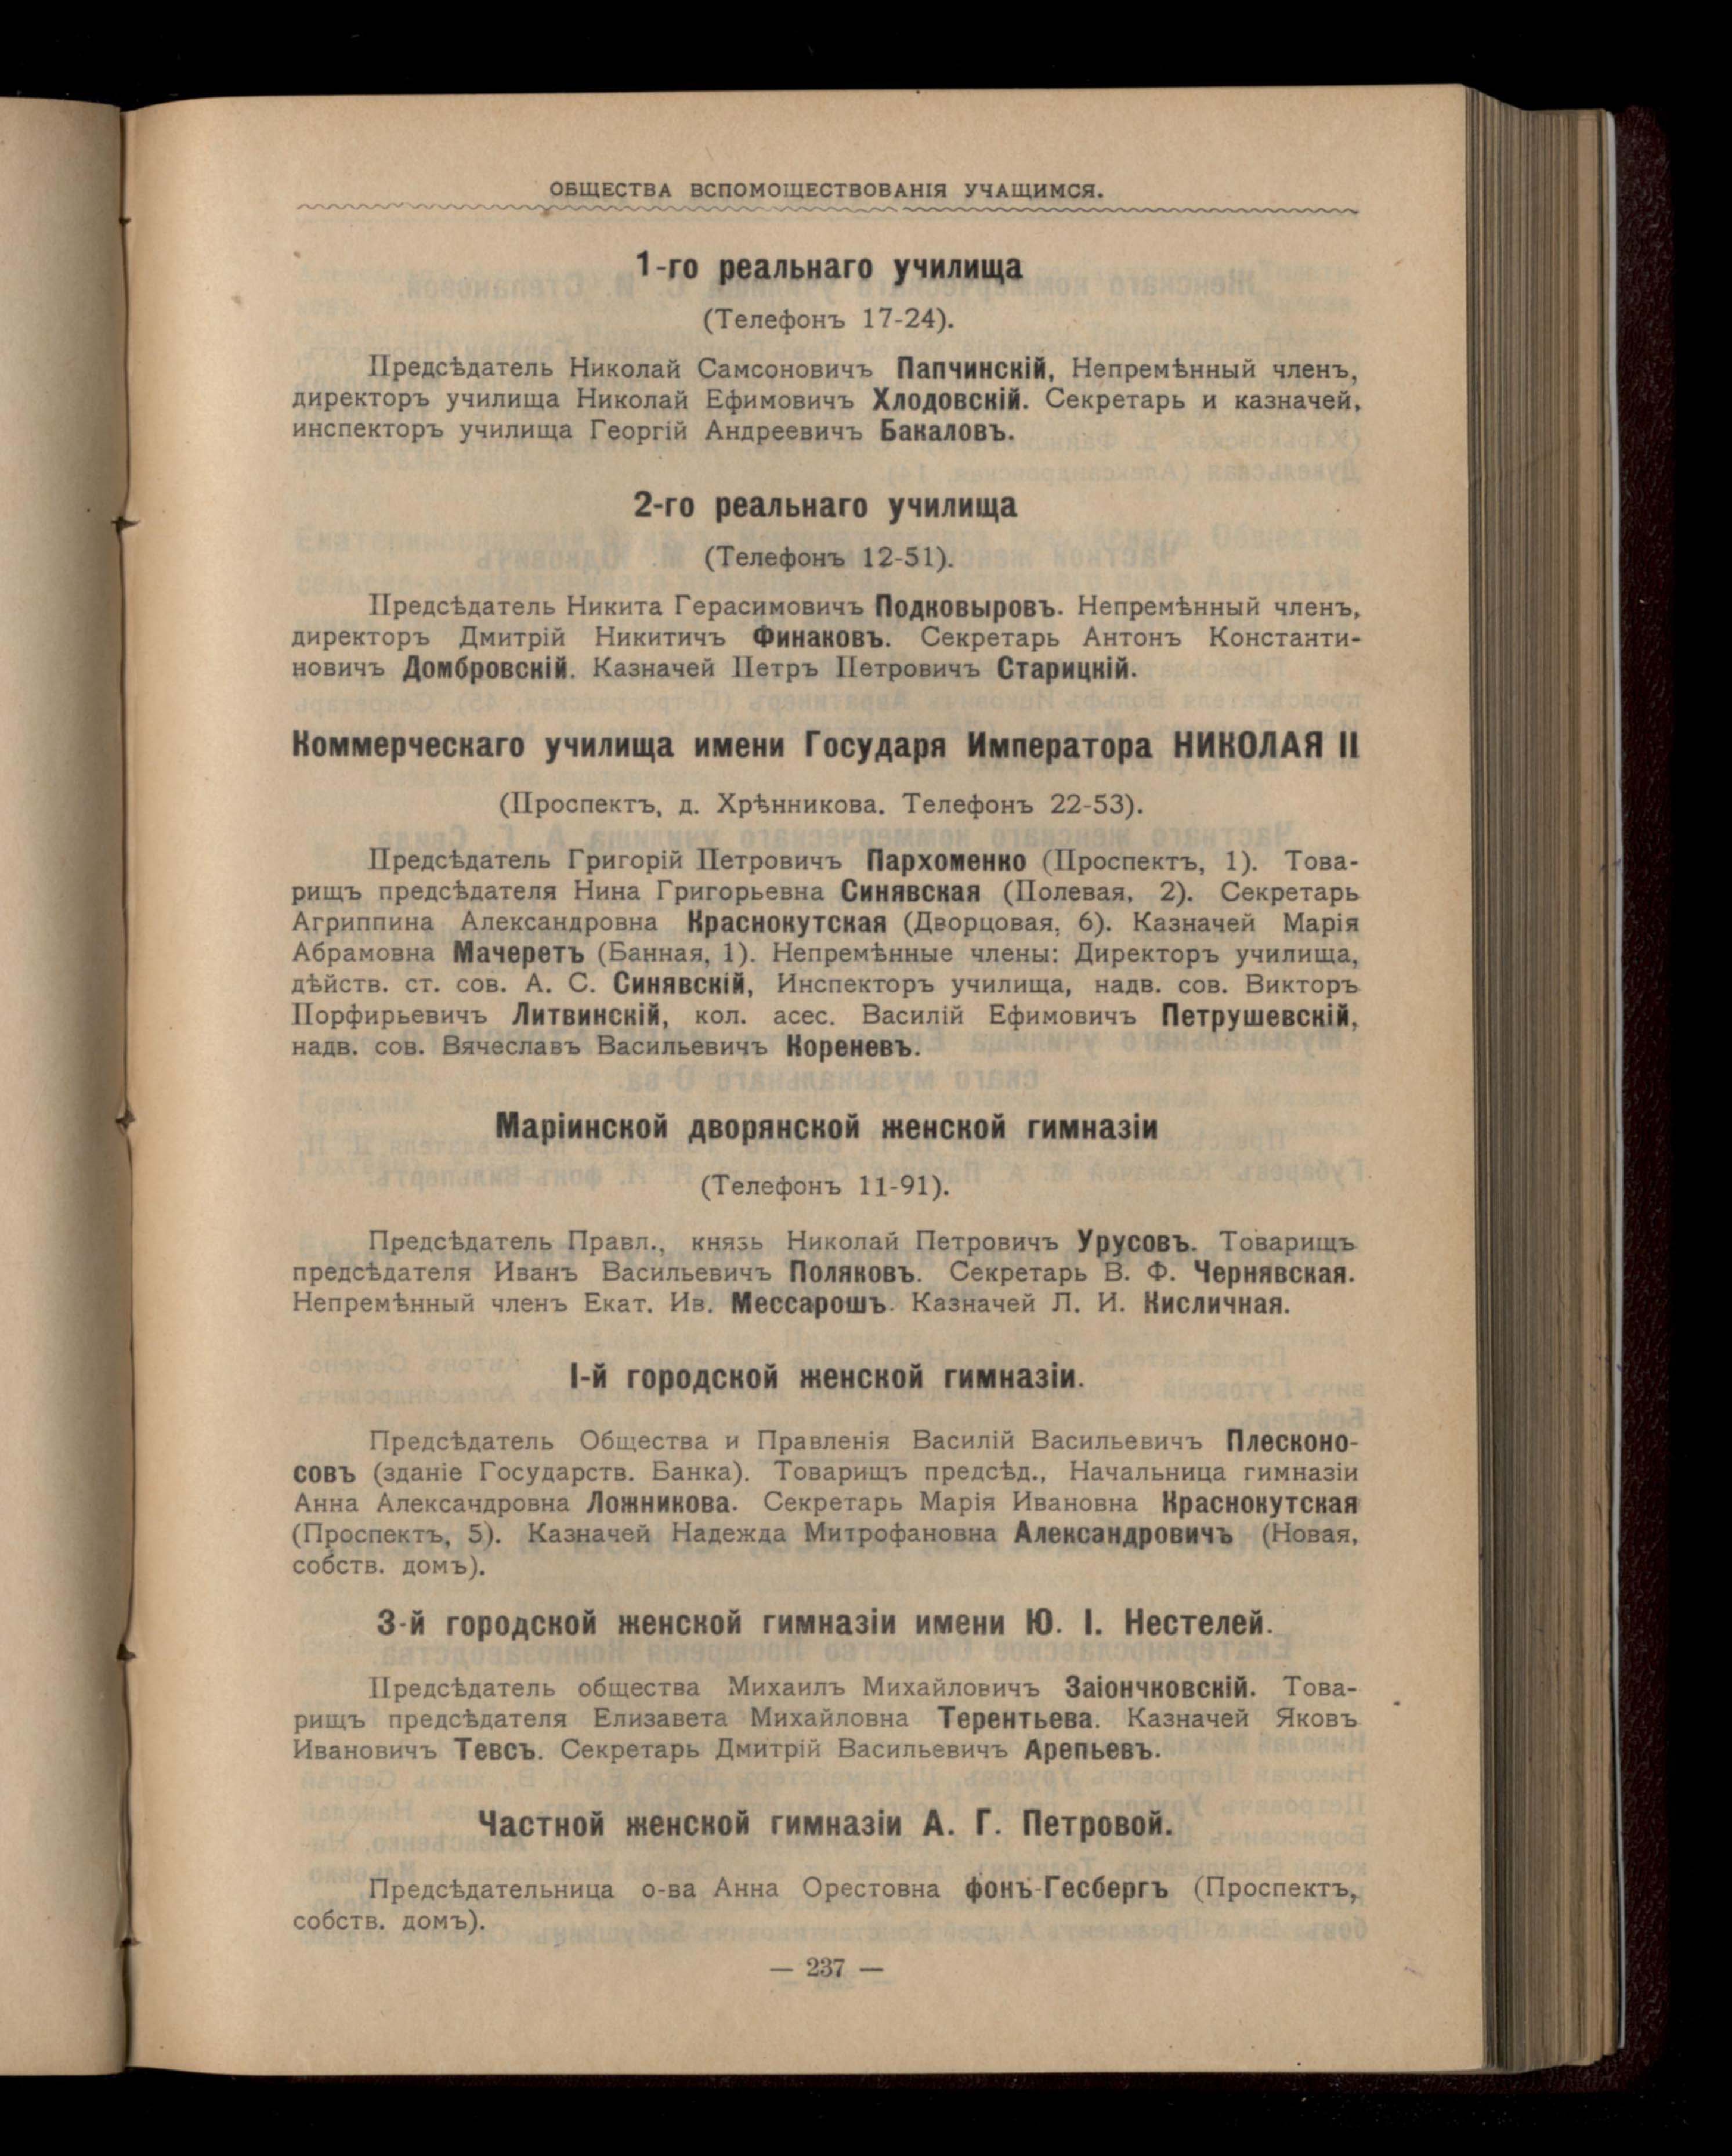 ОБЩЕСТВА ВСПОМОЩЕСТВОВАНІЯ УЧАЩИМСЯ.
1-го реальнаго училища
(Телефонъ 17-24).
Предсѣдатель Николай Самсоновичъ Папчинскій, Непремѣнный членъ,
директоръ училища Николай Ефимовичъ Хлодовскій. Секретарь и казначей,
инспекторъ училища Георгій Андреевичъ Бакаловъ.
2-го реальнаго училища
(Телефонъ 12-51).
Предсѣдатель Никита Герасимовичъ Подковыровъ. Непремѣнный членъ,
директоръ Дмитрій Никитичъ Финаковъ. Секретарь Антонъ Константи-
новичъ Домбровскій. Казначей Петръ Петровичъ Старицкій.
Коммерческаго училища имени Государя Императора НИКОЛАЯ II
(Проспектъ, д. Хрѣнникова. Телефонъ 22-53).
Предсѣдатель Григорій Петровичъ Пархоменко (Проспектъ, 1). Това-
рищъ предсѣдателя Нина Григорьевна Синявская (Полевая, 2). Секретарь
Агриппина Александровна Краснокутская (Дворцовая, 6). Казначей Марія
Абрамовна Мачеретъ (Банная, 1). Непремѣнные члены: Директоръ училища,
дѣйств. ст. сов. А. С. Синявскій, Инспекторъ училища, надв. сов. Викторъ
Порфирьевичъ Литвинскій, кол. асес. Василій Ефимовичъ Петрушевскій,
надв. сов. Вячеславъ Васильевичъ Кореневъ.
Маріинской дворянской женской гимназіи
(Телефонъ 11-91).
Предсѣдатель Правл., князь Николай Петровичъ Урусовъ. Товарищъ
предсѣдателя Иванъ Васильевичъ Поляковъ. Секретарь В. Ф. Чернявская.
Непремѣнный членъ Екат. Ив. Мессарошъ. Казначей Л. И. Кисличная.
I-й городской женской гимназіи.
Предсѣдатель Общества и Правленія Василій Васильевичъ Плесконо-
совъ (зданіе Государств. Банка). Товарищъ предсѣд., Начальница гимназіи
Анна Александровна Ложникова. Секретарь Марія Ивановна Краснокутская
(Проспектъ, 5). Казначей Надежда Митрофановна Александровичъ (Новая,
собств. домъ).
3-й городской женской гимназіи имени Ю. І. Нестелей.
Предсѣдатель общества Михаилъ Михайловичъ Заіончковскій. Това-
рищъ предсѣдателя Елизавета Михайловна Терентьева. Казначей Яковъ
Ивановичъ Тевсъ. Секретарь Дмитрій Васильевичъ Арепьевъ.
Частной женской гимназіи А. Г. Петровой.
Предсѣдательница о-ва Анна Орестовна фонъ-Гесбергъ (Проспектъ,
собств. домъ).
— 237 —